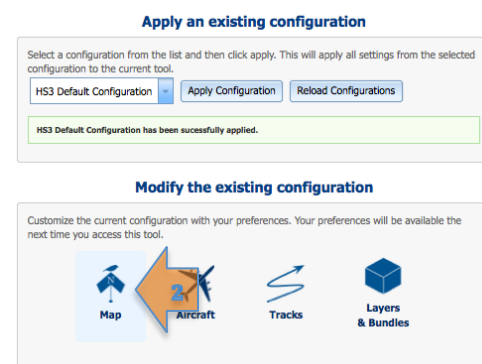 Apply an existing configuration
Select a configuration from the list and then click apply. This will apply all settings from the selected
configuration to the current tool.
HS3 Default Configuration Apply Configuration Reload Configurations
HS3 Default Configuration has been sucessfully applied.
Modify the existing configuration
Customize the current configuration with your preferences. Your preferences will be available the
next time you access this tool.
2
Map Aircraft Tracks Layers
& Bundles